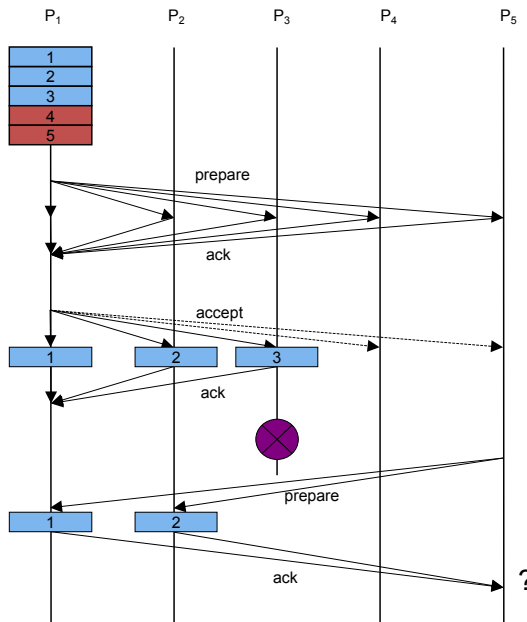 P1 P2 P3 P4 P5
1
2
3
4
5
prepare
ack
accept
1 2 3
ack
prepare
1 2
ack ?